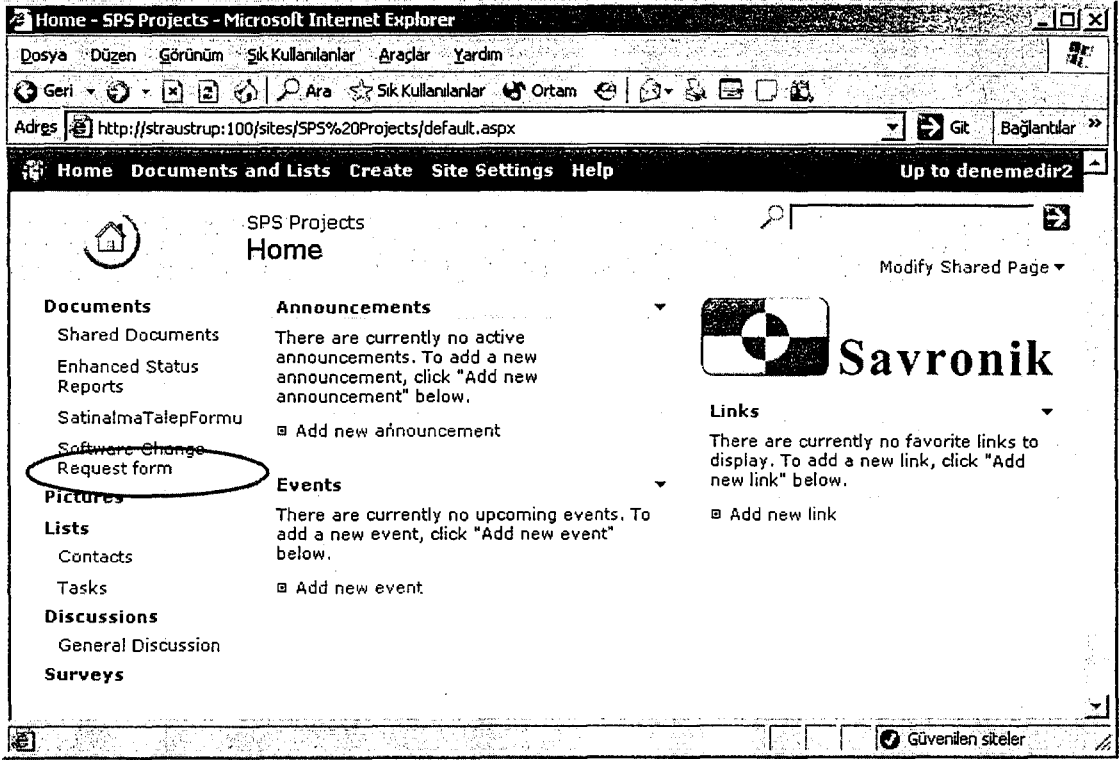 Home - SPS Projects - Microsoft Internet Explorer
Dosya Düzen Görünüm Sık Kullanılanlar Araçlar Yardım
Geri Ara Sık Kullanılanlar Ortam
Adres http://straustrup:100/sites/SPS%20Projects/default.aspx Git Bağlantılar »
Home Documents and Lists Create Site Settings Help Up to denemedir2
SPS Projects
Home
Modify Shared Page
Documents
Shared Documents
Enhanced Status
Reports
SatinalmaTalepFormu
Software Change
Request form
Pictures
Lists
Contacts
Tasks
Discussions
General Discussion
Surveys
Announcements
There are currently no active
announcements. To add a new
announcement, click "Add new
announcement" below.
Add new announcement
Events
There are currently no upcoming events. To
add a new event, click "Add new event"
below.
Add new event
Savronik
Links
There are currently no favorite links to
display. To add a new link, click "Add
new link" below.
Add new link
Güvenilen siteler